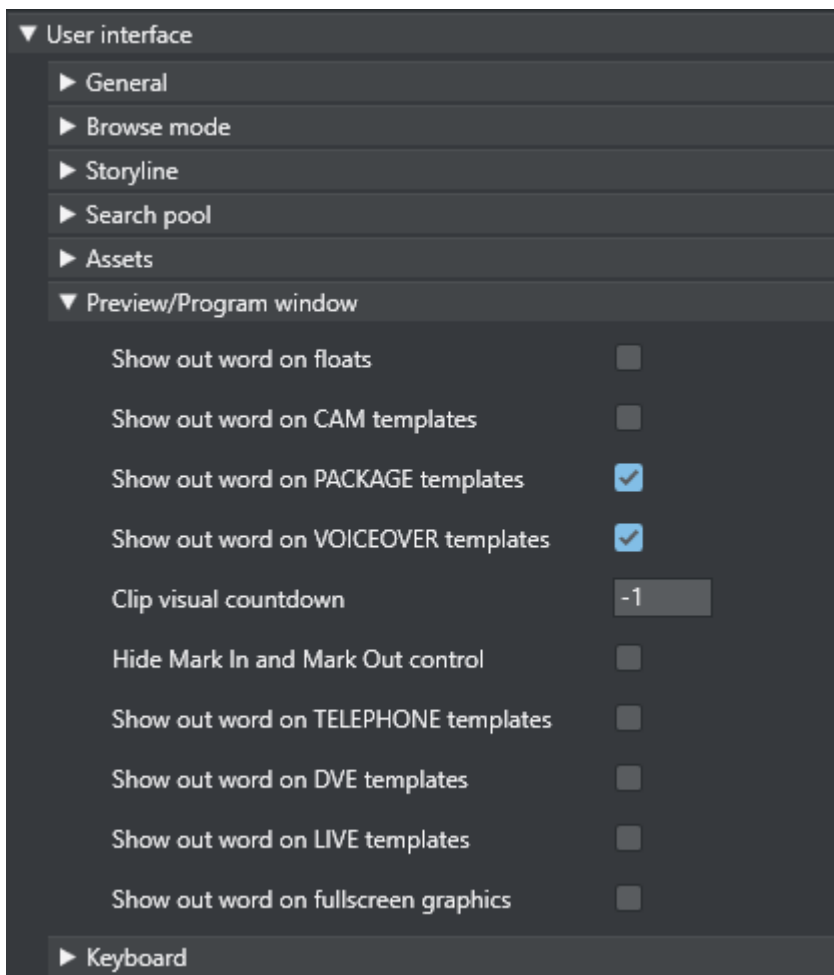 User interface
General
Browse mode
Storyline
Search pool
Assets
Preview/Program window
Show out word on floats
Show out word on CAM templates
Show out word on PACKAGE templates
Show out word on VOICEOVER templates
Clip visual countdown -1
Hide Mark In and Mark Out control
Show out word on TELEPHONE templates
Show out word on DVE templates
Show out word on LIVE templates
Show out word on fullscreen graphics
Keyboard